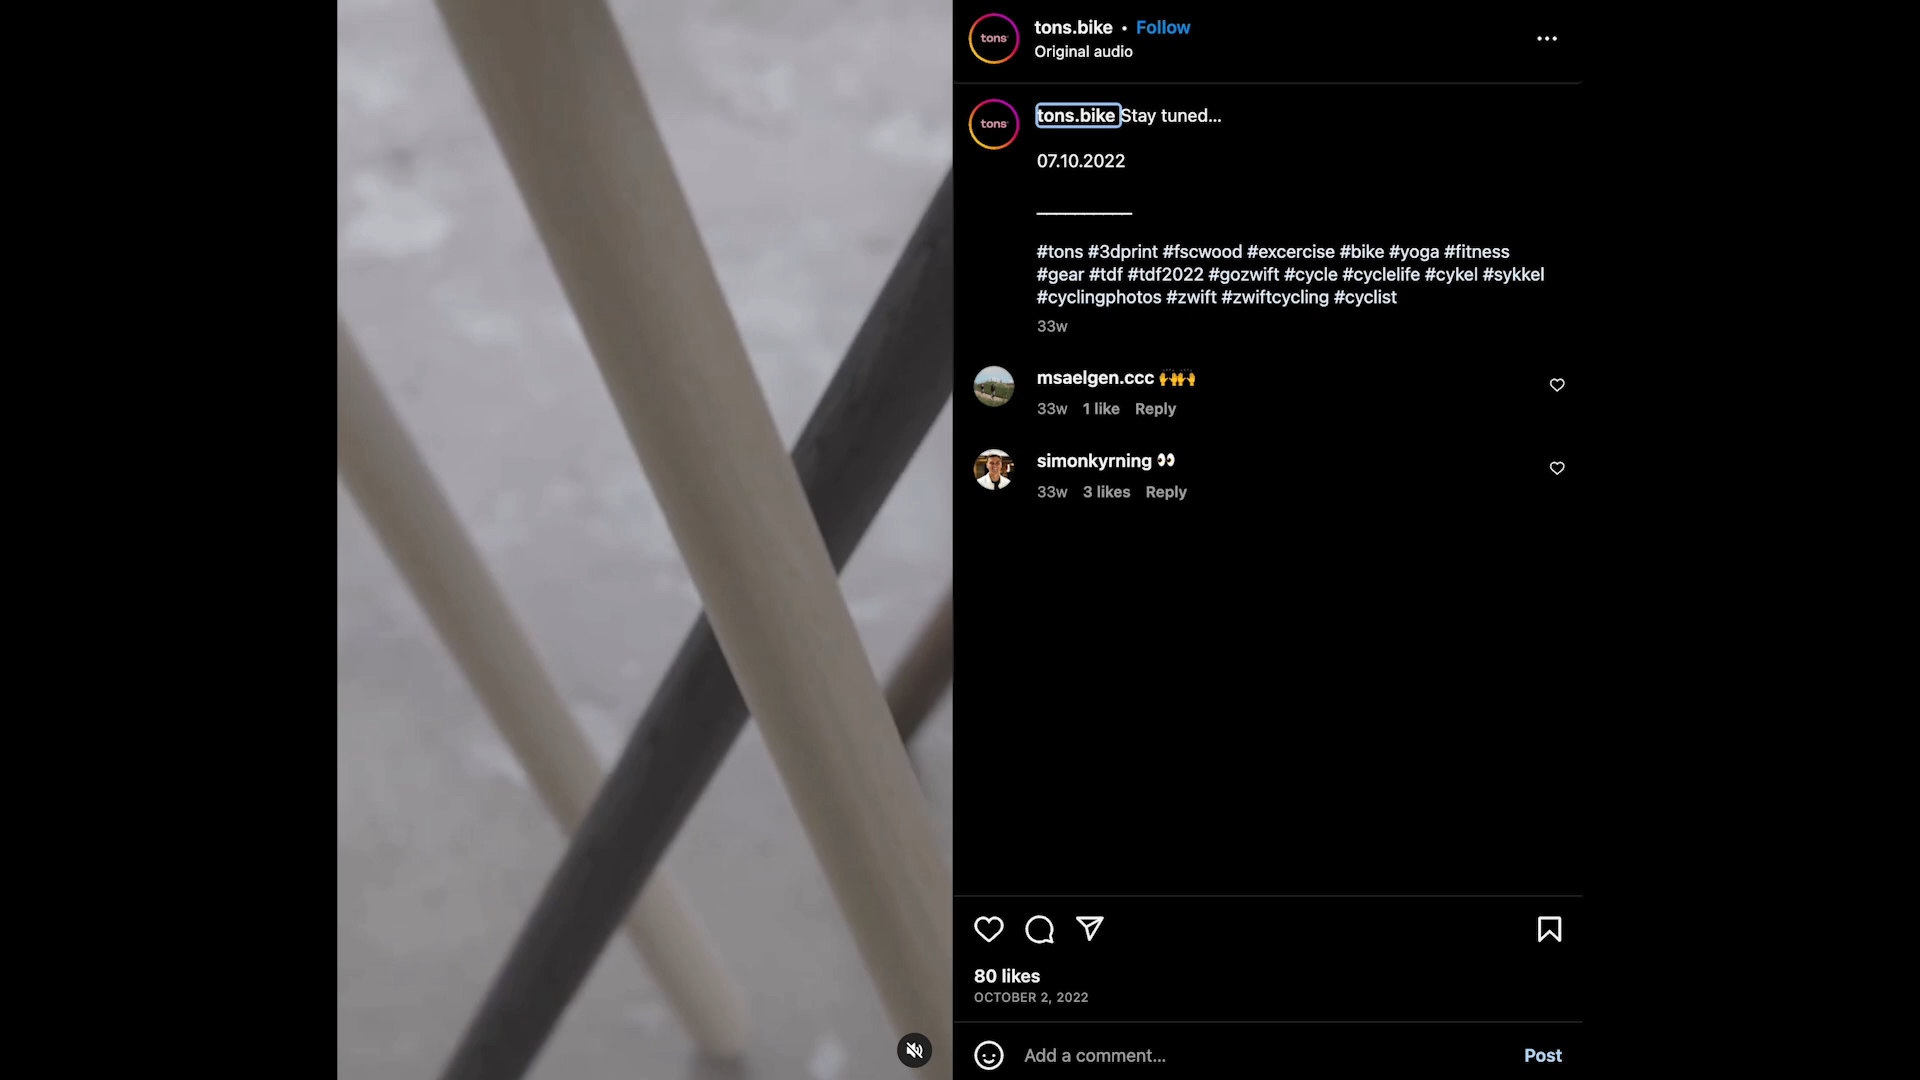 tons
tons.bike • Follow
Original audio
tons
tons.bike Stay tuned...
07.10.2022
__________
#tons #3dprint #fscwood #excercise #bike #yoga #fitness
#gear #tdf #tdf2022 #gozwift #cycle #cyclelife #cykel #sykkel
#cyclingphotos #zwift #zwiftcycling #cyclist
33w
msaelgen.ccc 🙌🙌
33w 1 like Reply
simonkyrning 👀
33w 3 likes Reply
80 likes
OCTOBER 2, 2022
Add a comment...
Post